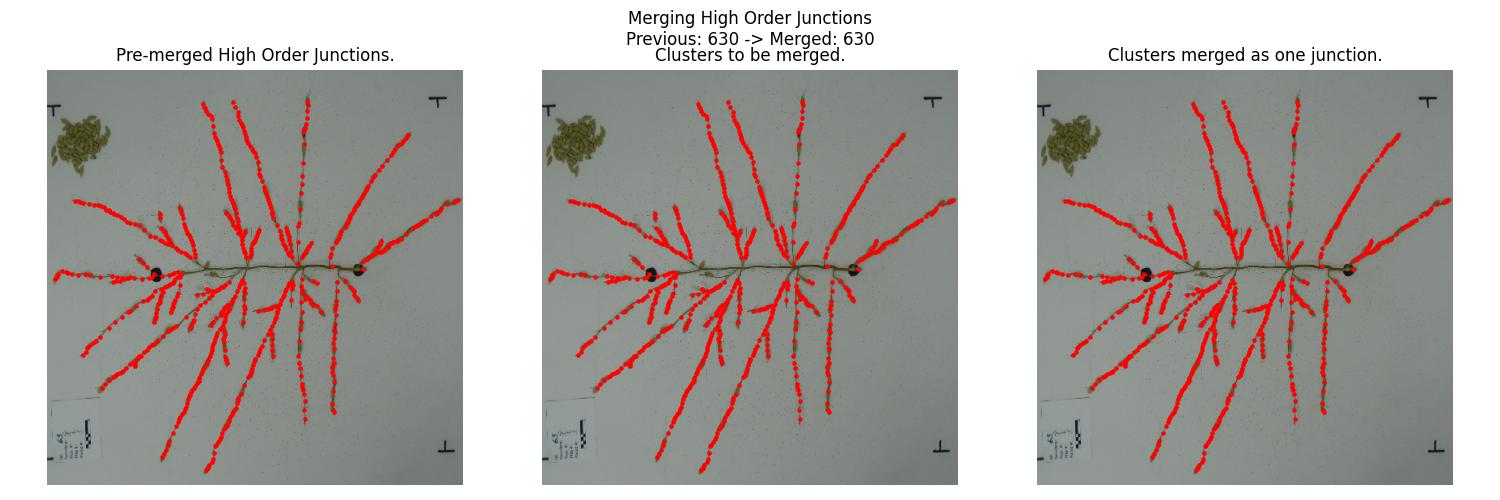 Merging High Order Junctions
Previous: 630 -> Merged: 630
Pre-merged High Order Junctions.
Clusters to be merged.
Clusters merged as one junction.